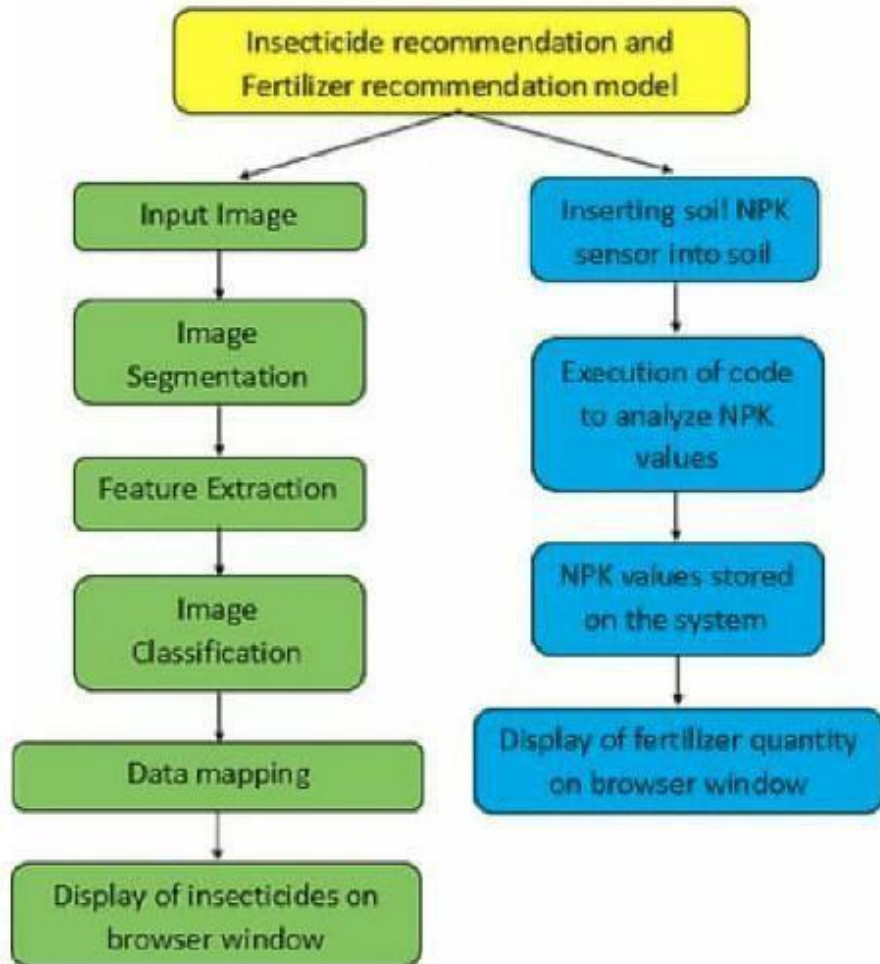 Insecticide recommendation and
Fertilizer recommendation model
Input Image
Image
Segmentation
Feature Extraction
Image
Classification
Data mapping
Display of insecticides on
browser window
Inserting soil NPK
sensor into soil
Execution of code
to analyze NPK
values
NPK values stored
on the system
Display of fertilizer quantity
on browser window